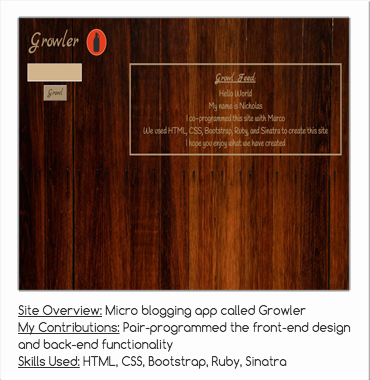 Growler
Growl
Growl Feed
Hello World
My name is Nickolas
I co-programmed this site with Marco
We used HTML, CSS, Bootstrap, Ruby, and Sinatra to create this site
I hope you enjoy what we have created
Site Overview: Micro blogging app called Growler
My Contributions: Pair-programmed the front-end design
and back-end functionality
Skills Used: HTML, CSS, Bootstrap, Ruby, Sinatra